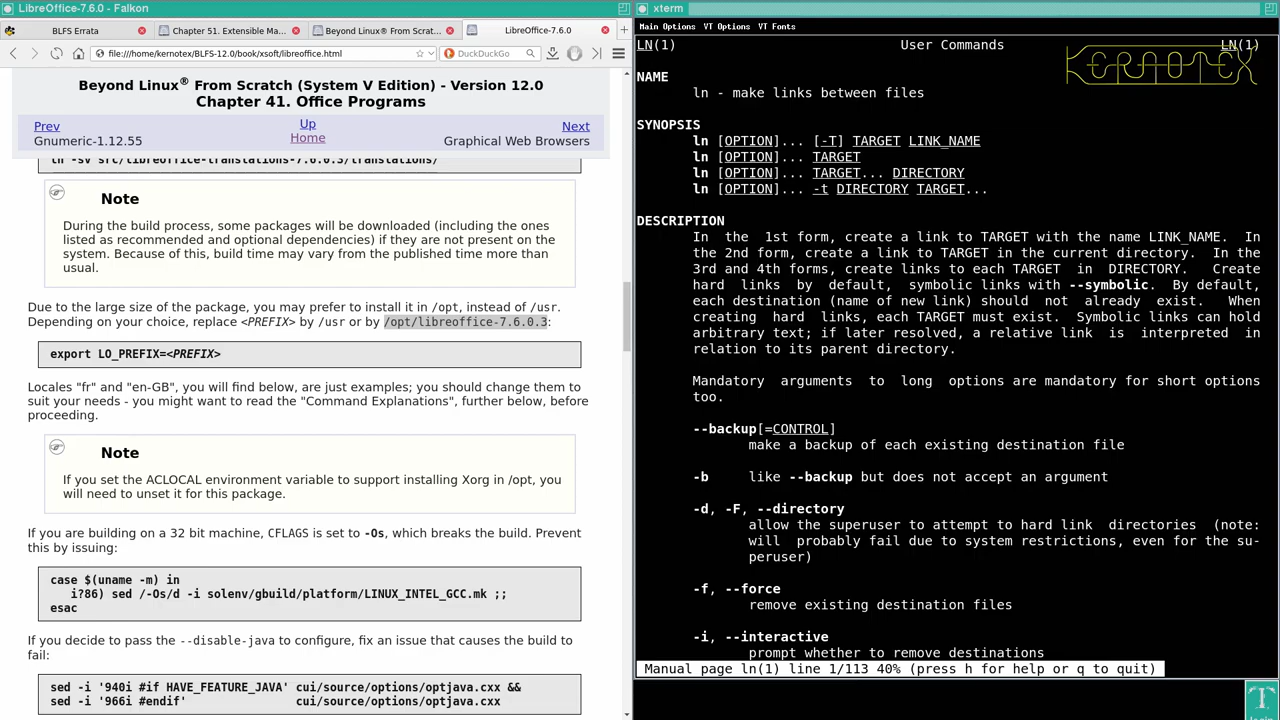 LibreOffice-7.6.0 - Falkon
BLFS Errata
Chapter 51. Extensible Ma...
Beyond Linux® From Scrat...
LibreOffice-7.6.0
file:///home/kernotex/BLFS-12.0/book/xsoft/libreoffice.html
DuckDuckGo
Beyond Linux® From Scratch (System V Edition) - Version 12.0
Chapter 41. Office Programs
Prev
Up
Next
Gnumeric-1.12.55
Home
Graphical Web Browsers
ln -sv src/libreoffice-translations-7.6.0.3/translations/
Note
During the build process, some packages will be downloaded (including the ones
listed as recommended and optional dependencies) if they are not present on the
system. Because of this, build time may vary from the published time more than
usual.
Due to the large size of the package, you may prefer to install it in /opt, instead of /usr.
Depending on your choice, replace <PREFIX> by /usr or by /opt/libreoffice-7.6.0.3:
export LO_PREFIX=<PREFIX>
Locales "fr" and "en-GB", you will find below, are just examples; you should change them to
suit your needs - you might want to read the "Command Explanations", further below, before
proceeding.
Note
If you set the ACLOCAL environment variable to support installing Xorg in /opt, you
will need to unset it for this package.
If you are building on a 32 bit machine, CFLAGS is set to -Os, which breaks the build. Prevent
this by issuing:
case $(uname -m) in
i?86) sed /-Os/d -i solenv/gbuild/platform/LINUX_INTEL_GCC.mk ;;
esac
If you decide to pass the --disable-java to configure, fix an issue that causes the build to
fail:
sed -i '940i #if HAVE_FEATURE_JAVA' cui/source/options/optjava.cxx &&
sed -i '966i #endif' cui/source/options/optjava.cxx
xterm
Main Options VT Options VT Fonts
LN(1) User Commands LN(1)
KERNOTEX
NAME
ln - make links between files
SYNOPSIS
ln [OPTION]... [-T] TARGET LINK_NAME
ln [OPTION]... TARGET
ln [OPTION]... TARGET... DIRECTORY
ln [OPTION]... -t DIRECTORY TARGET...
DESCRIPTION
In the 1st form, create a link to TARGET with the name LINK_NAME. In
the 2nd form, create a link to TARGET in the current directory. In the
3rd and 4th forms, create links to each TARGET in DIRECTORY. Create
hard links by default, symbolic links with --symbolic. By default,
each destination (name of new link) should not already exist. When
creating hard links, each TARGET must exist. Symbolic links can hold
arbitrary text; if later resolved, a relative link is interpreted in
relation to its parent directory.
Mandatory arguments to long options are mandatory for short options
too.
--backup[=CONTROL]
make a backup of each existing destination file
-b like --backup but does not accept an argument
-d, -F, --directory
allow the superuser to attempt to hard link directories (note:
will probably fail due to system restrictions, even for the su-
peruser)
-f, --force
remove existing destination files
-i, --interactive
prompt whether to remove destinations
Manual page ln(1) line 1/113 40% (press h for help or q to quit)